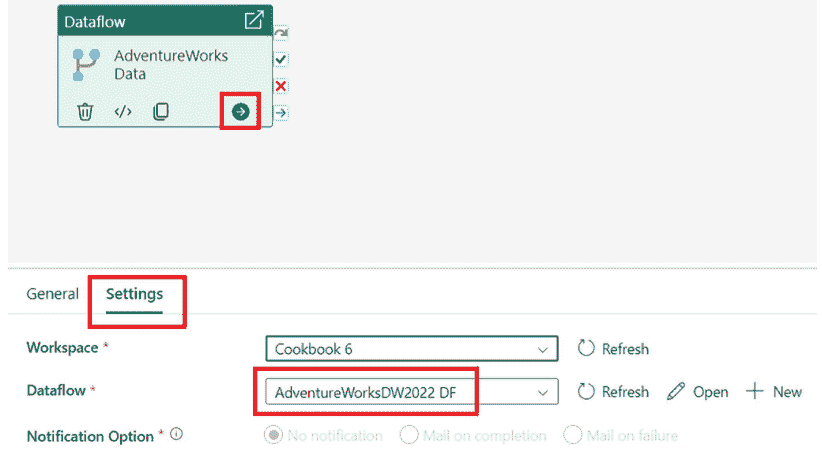 Dataflow
AdventureWorks
Data
</>
General Settings
Workspace *
Cookbook 6
Refresh
Dataflow *
AdventureWorksDW2022 DF
Refresh Open New
Notification Option *
No notification Mail on completion Mail on failure